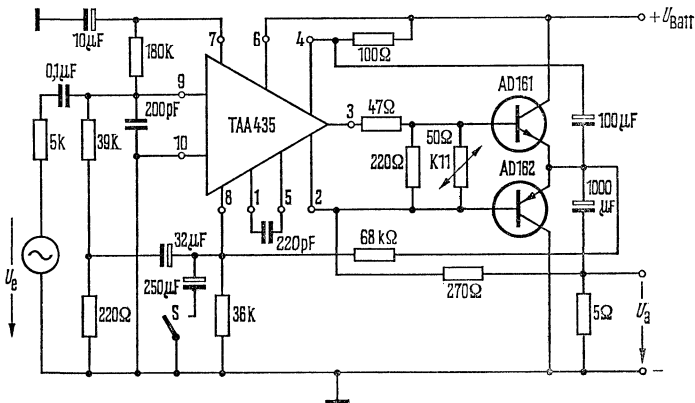 +U_Batt
10µF
180K
7
6
4
100Ω
0,1µF
9
AD161
200pF
TAA435
3
47Ω
100µF
5k
39k
10
220Ω
50Ω
K11
AD162
1000
µF
8
1
5
2
220pF
32µF
68kΩ
U_e
250µF
270Ω
220Ω
S
36k
5Ω
U_a
−